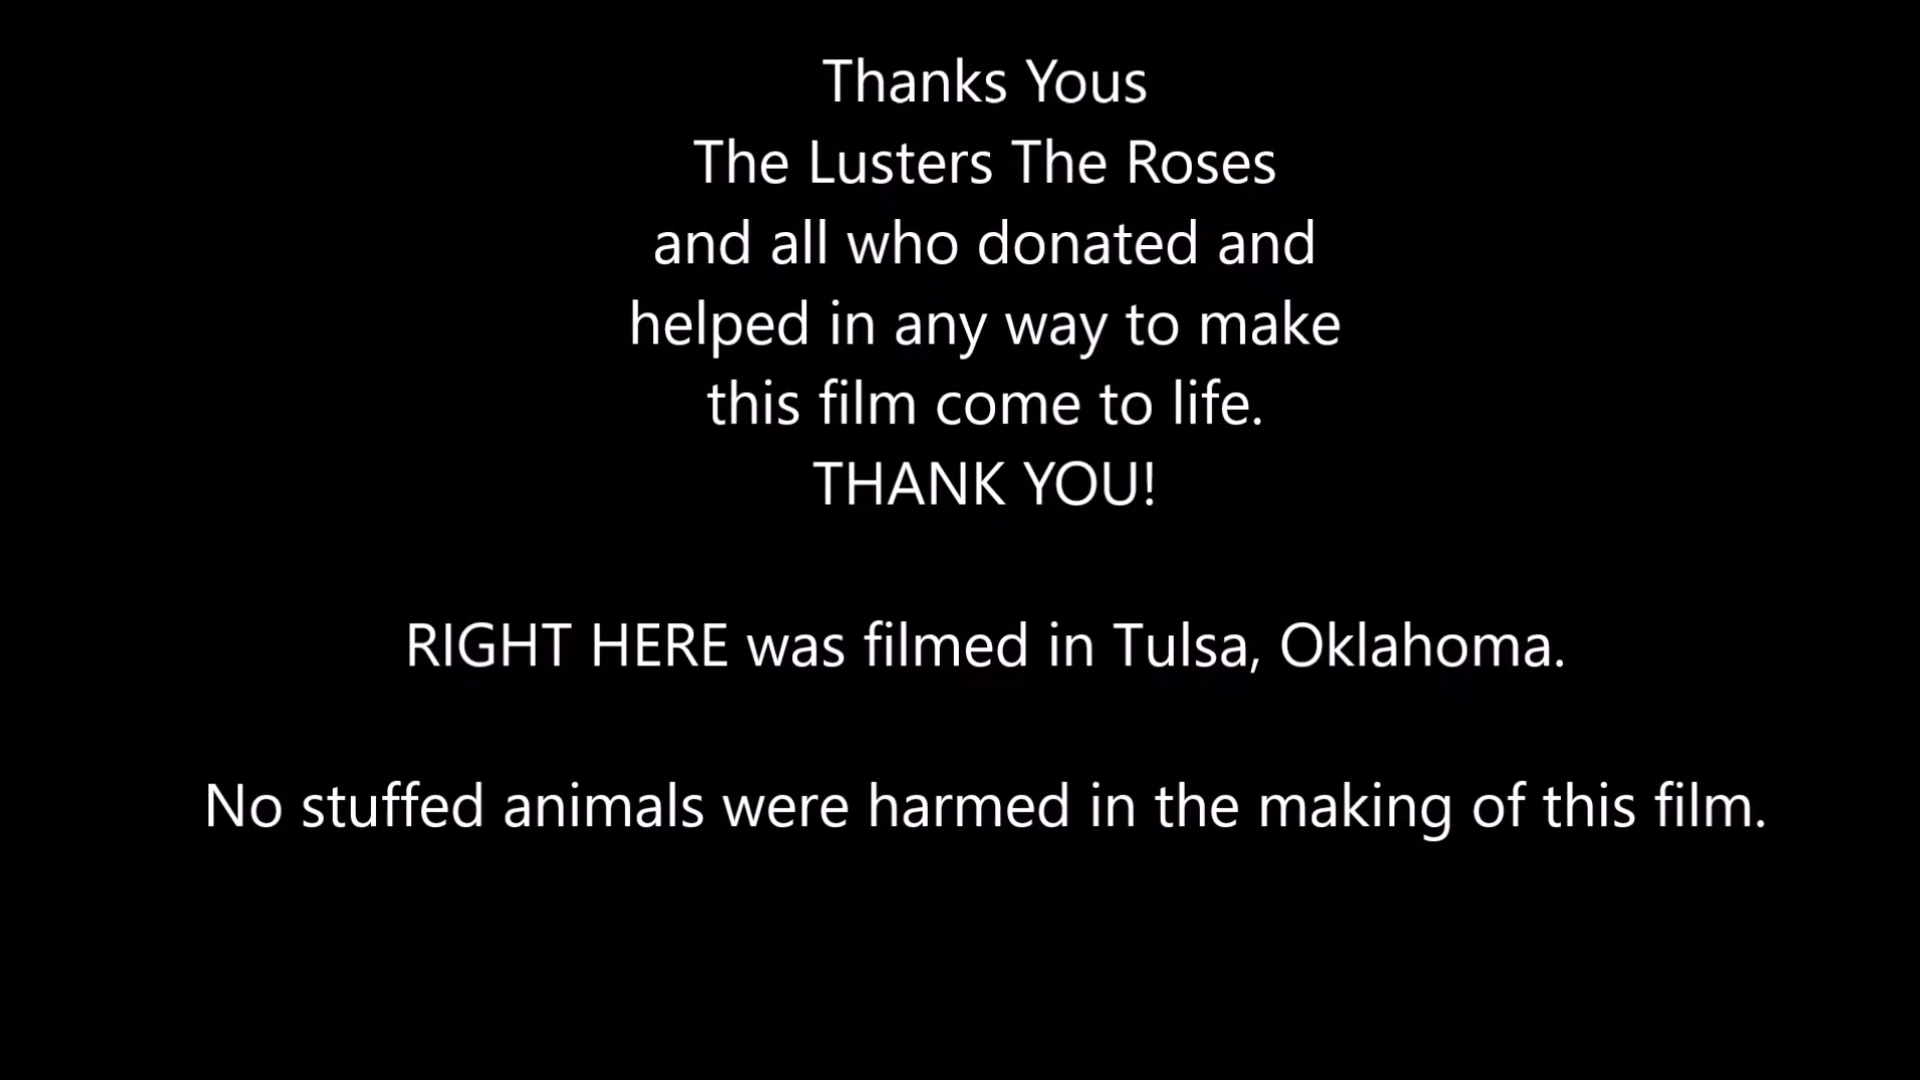 Thanks Yous
The Lusters The Roses
and all who donated and
helped in any way to make
this film come to life.
THANK YOU!
RIGHT HERE was filmed in Tulsa, Oklahoma.
No stuffed animals were harmed in the making of this film.